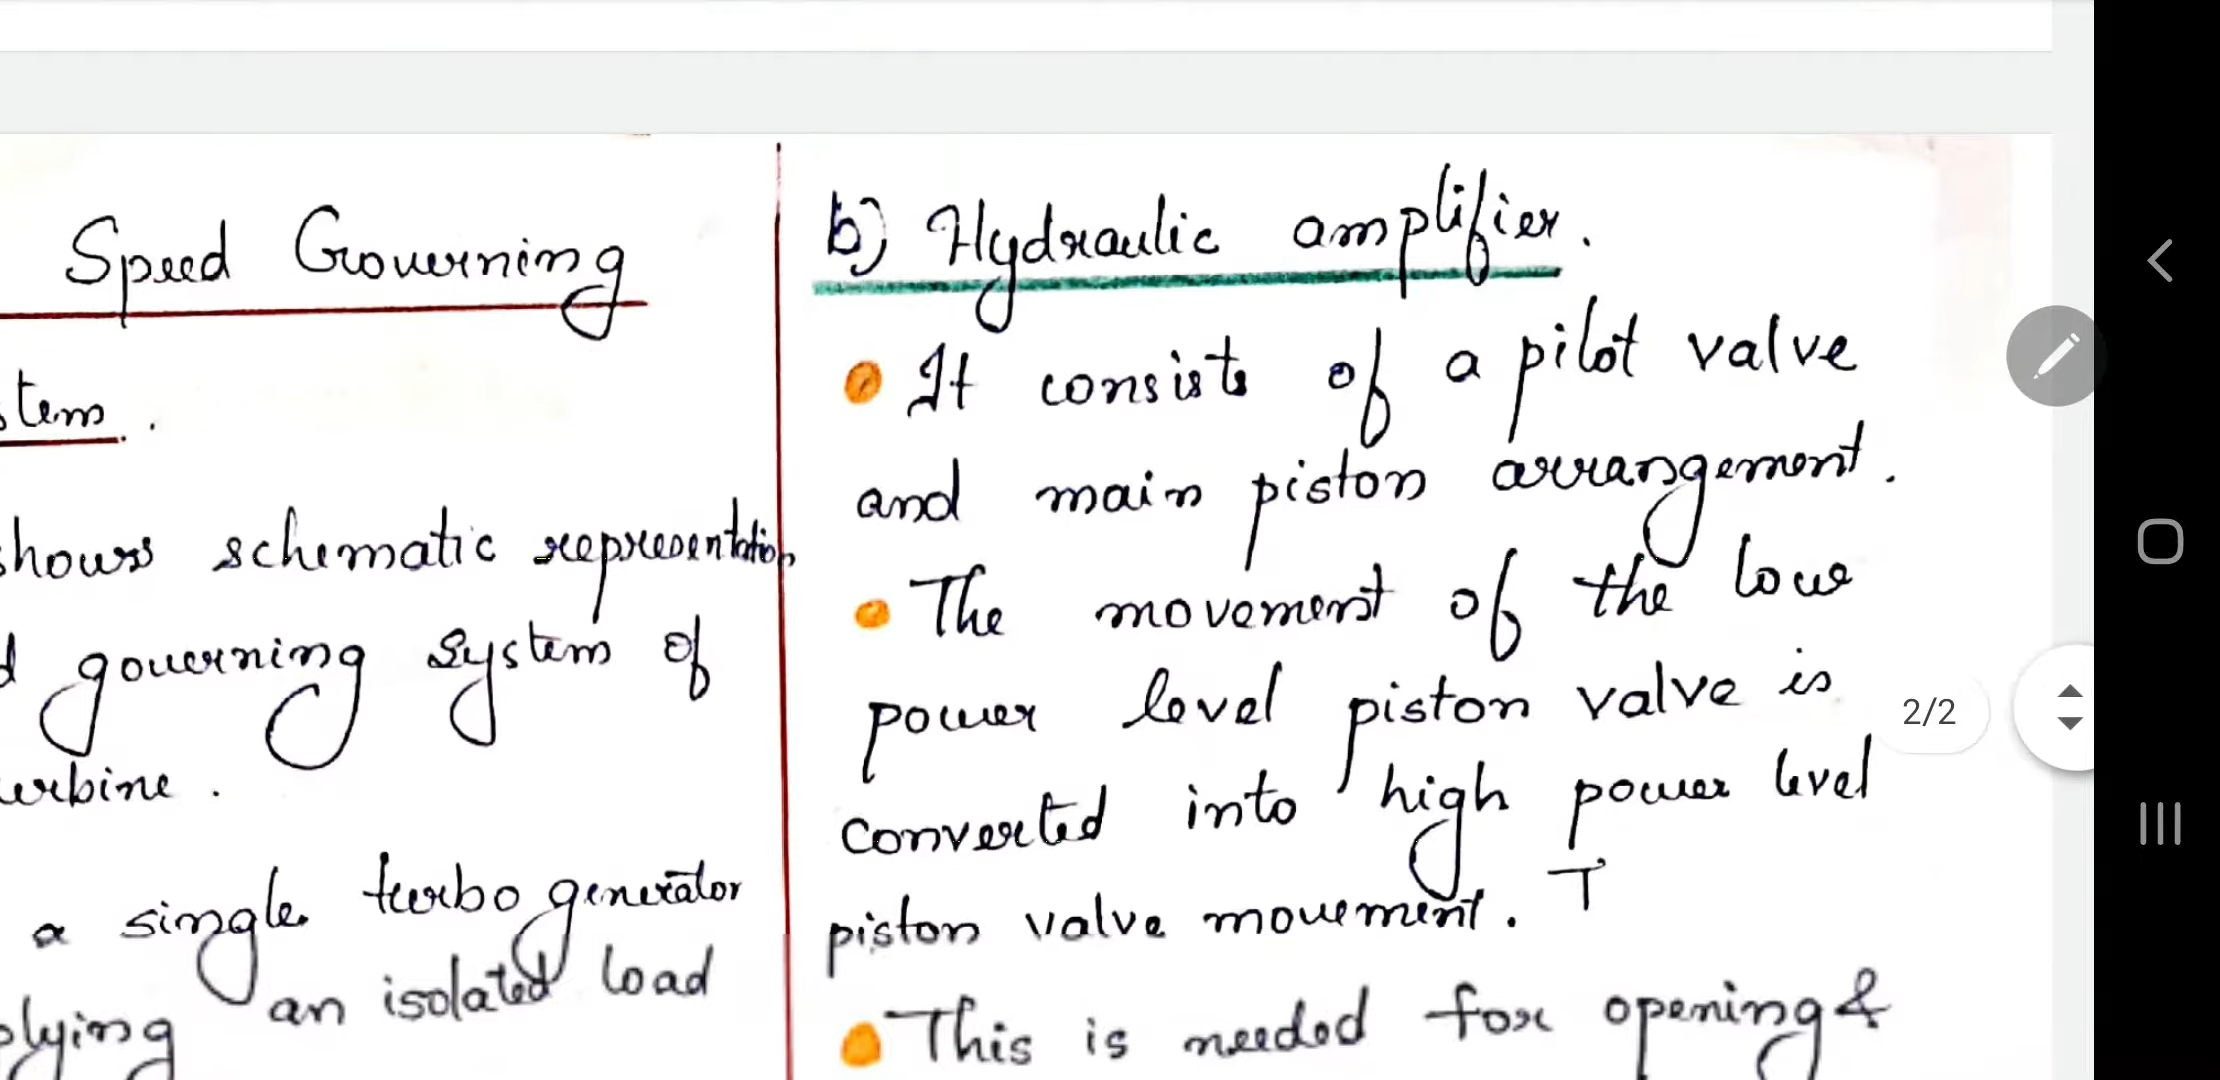 Speed Governing
tem.
hows schematic representation
governing system of
urbine.
a single turbo generator
plying an isolated load
b) Hydraulic amplifier.
It consists of a pilot valve
and main piston arrangement.
The movement of the low
power level piston valve is
converted into high power level
piston valve movement. T
This is needed for opening &
2/2